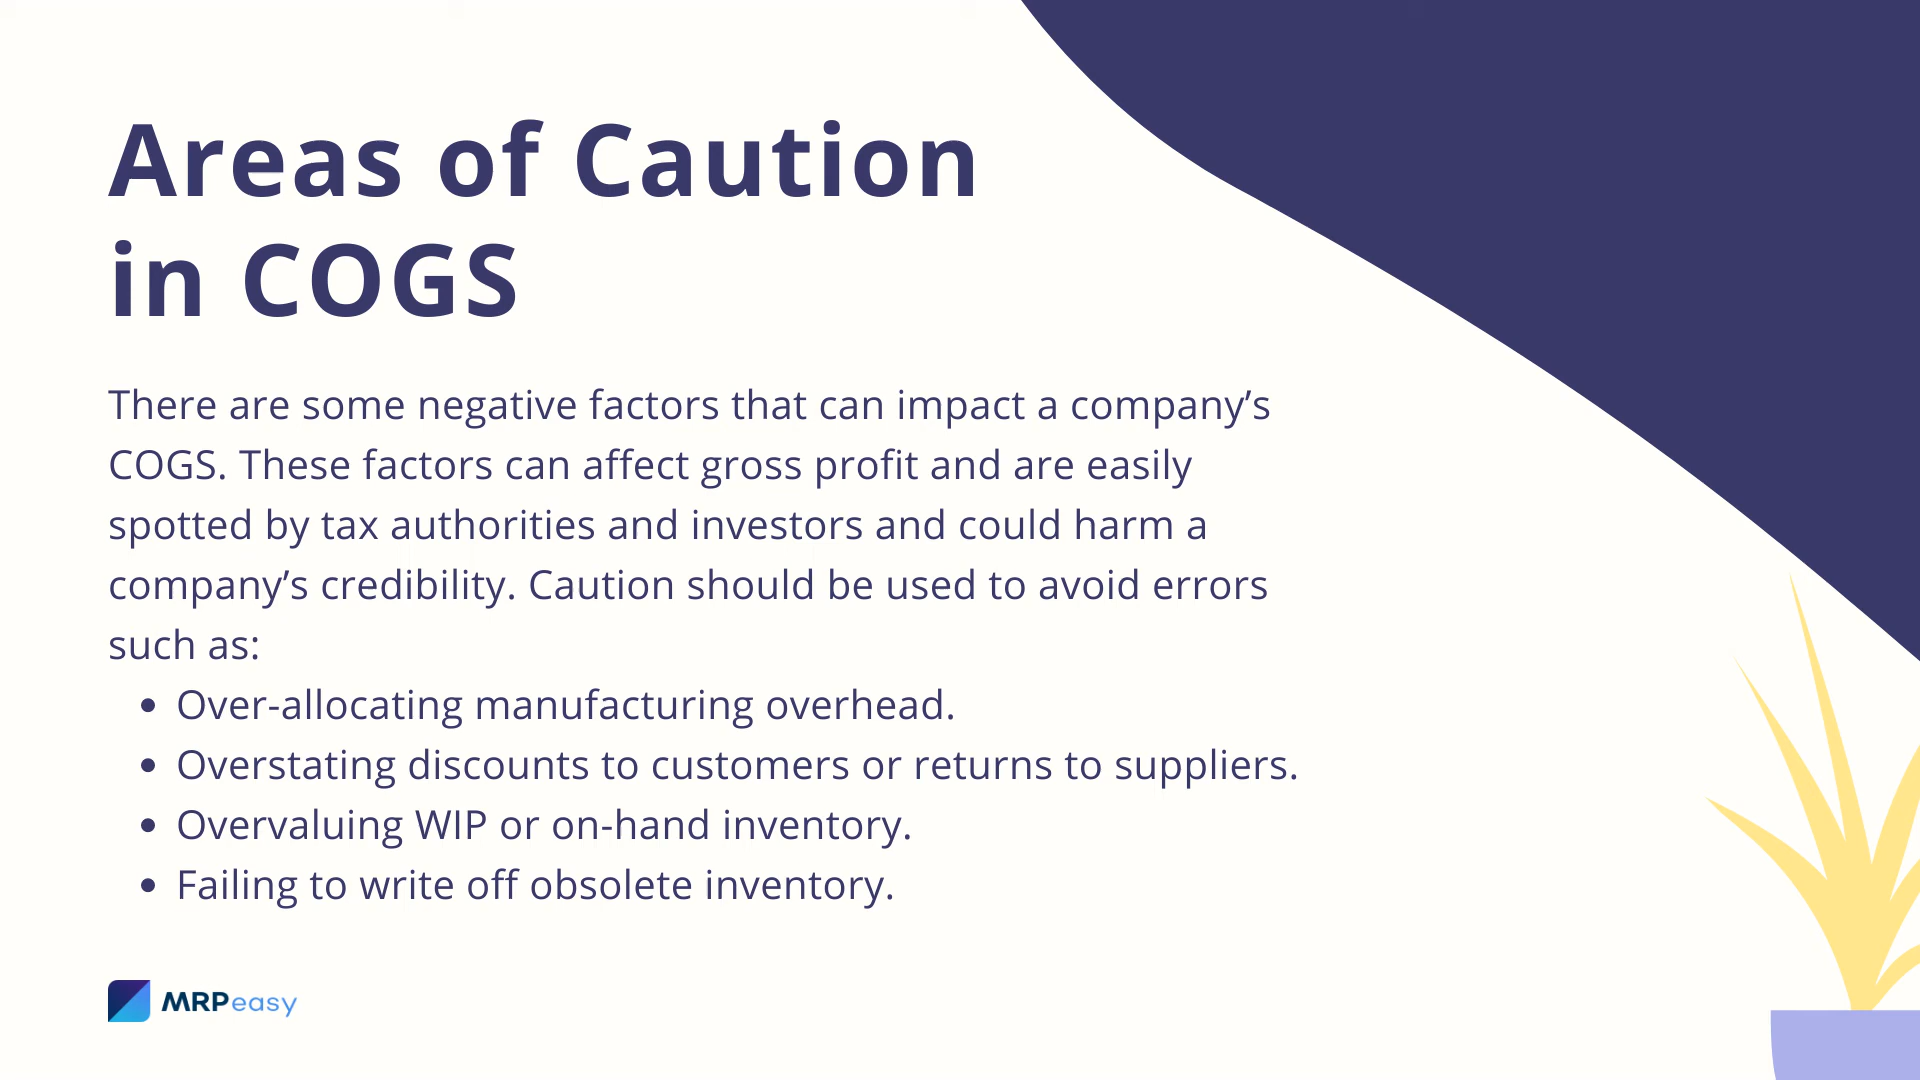 Areas of Caution
in COGS
There are some negative factors that can impact a company’s
COGS. These factors can affect gross profit and are easily
spotted by tax authorities and investors and could harm a
company’s credibility. Caution should be used to avoid errors
such as:
• Over-allocating manufacturing overhead.
• Overstating discounts to customers or returns to suppliers.
• Overvaluing WIP or on-hand inventory.
• Failing to write off obsolete inventory.
MRPeasy